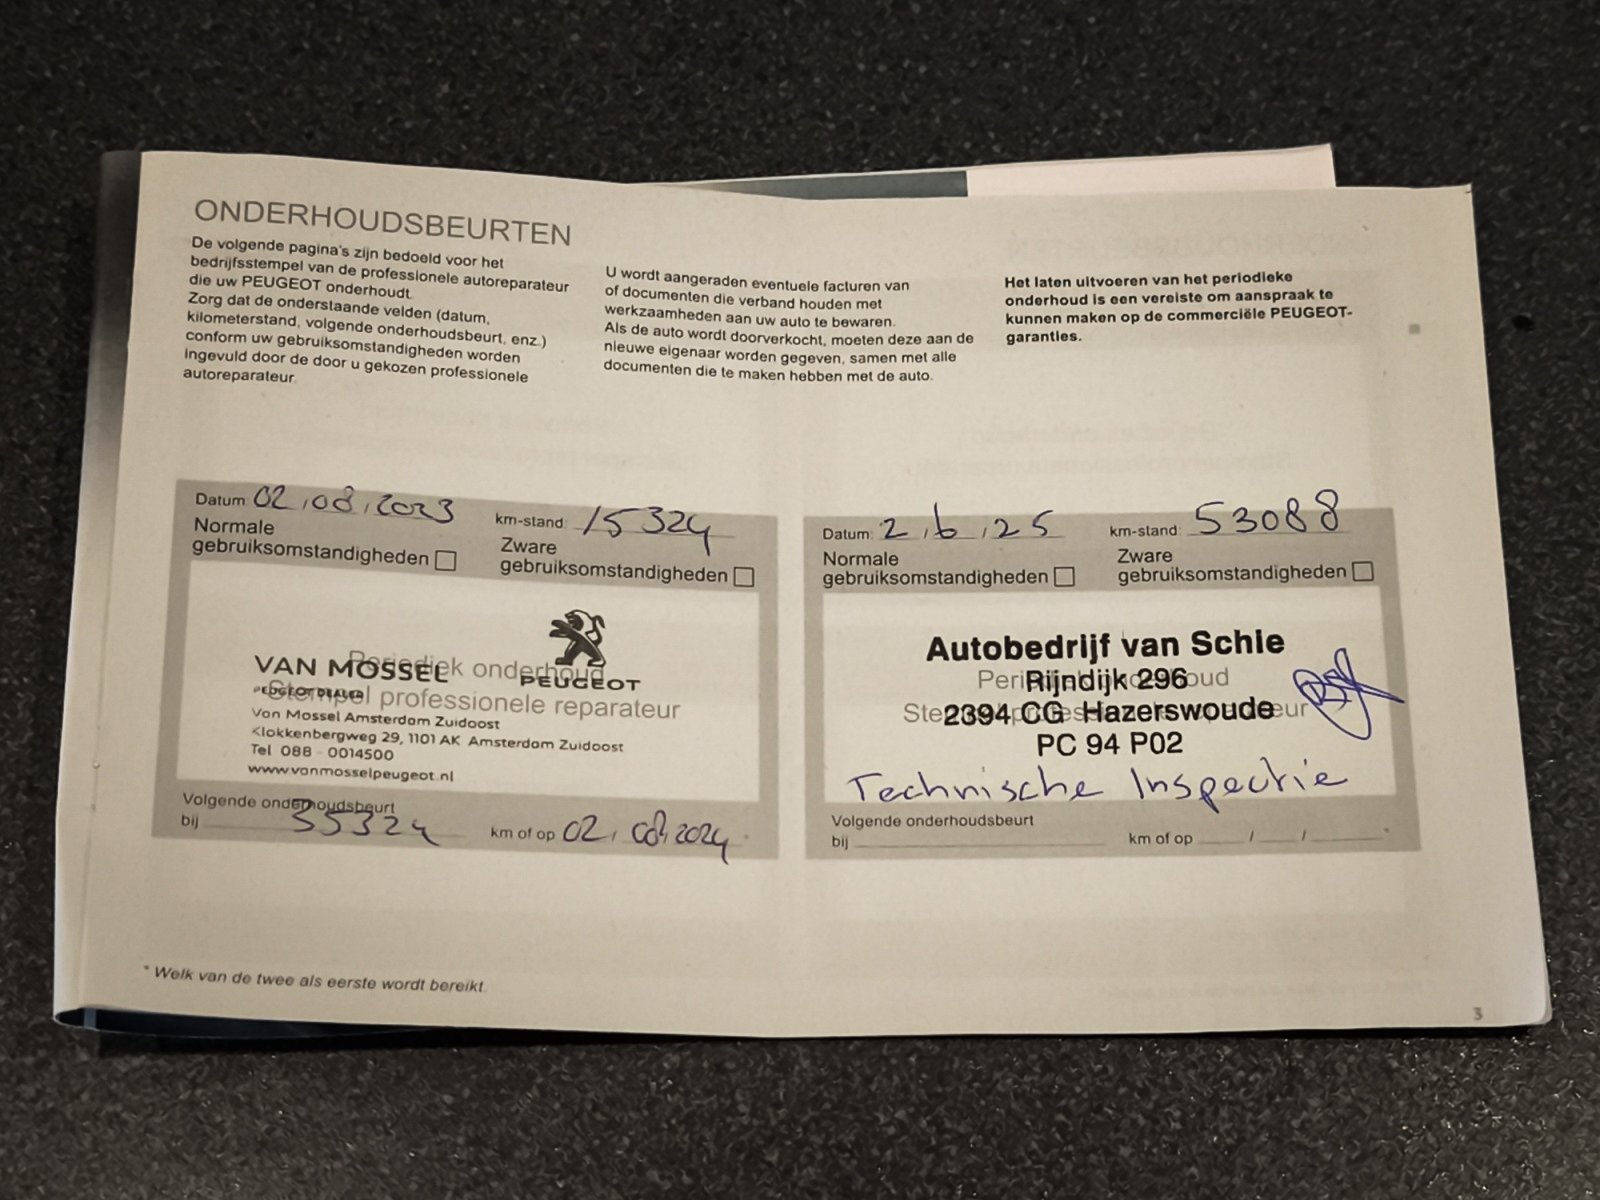 ONDERHOUDSBEURTEN
De volgende pagina's zijn bedoeld voor het
bedrijfsstempel van de professionele autoreparateur
die uw PEUGEOT onderhoudt.
Zorg dat de onderstaande velden (datum,
kilometerstand, volgende onderhoudsbeurt, enz.)
conform uw gebruiksomstandigheden worden
ingevuld door de door u gekozen professionele
autoreparateur.
U wordt aangeraden eventuele facturen van
of documenten die verband houden met
werkzaamheden aan uw auto te bewaren.
Als de auto wordt doorverkocht, moeten deze aan de
nieuwe eigenaar worden gegeven, samen met alle
documenten die te maken hebben met de auto.
Het laten uitvoeren van het periodieke
onderhoud is een vereiste om aanspraak te
kunnen maken op de commerciële PEUGEOT-
garanties.
Datum: 02,08,2023 km-stand: 15324
Normale
gebruiksomstandigheden
Zware
gebruiksomstandigheden
Periodiek onderhoud
Stempel professionele reparateur
VAN MOSSEL
PEUGEOT DEALER
PEUGEOT
Van Mossel Amsterdam Zuidoost
Klokkenbergweg 29, 1101 AK Amsterdam Zuidoost
Tel 088 - 0014500
www.vanmosselpeugeot.nl
Volgende onderhoudsbeurt
bij 35324 km of op 02,08,2024 *
Datum: 2,6,25 km-stand: 53088
Normale
gebruiksomstandigheden
Zware
gebruiksomstandigheden
Periodiek onderhoud
Stempel professionele reparateur
Autobedrijf van Schie
Rijndijk 296
2394 CG Hazerswoude
PC 94 P02
Technische Inspectie
Volgende onderhoudsbeurt
bij km of op / / *
* Welk van de twee als eerste wordt bereikt.
3